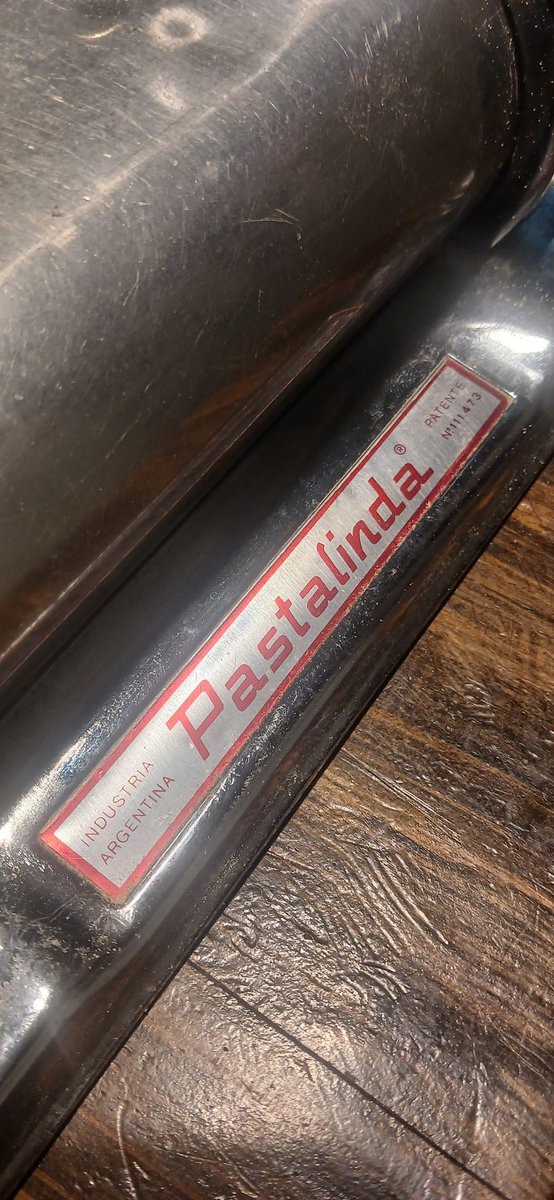 INDUSTRIA
ARGENTINA
Pastalinda®
PATENTE
Nº111473